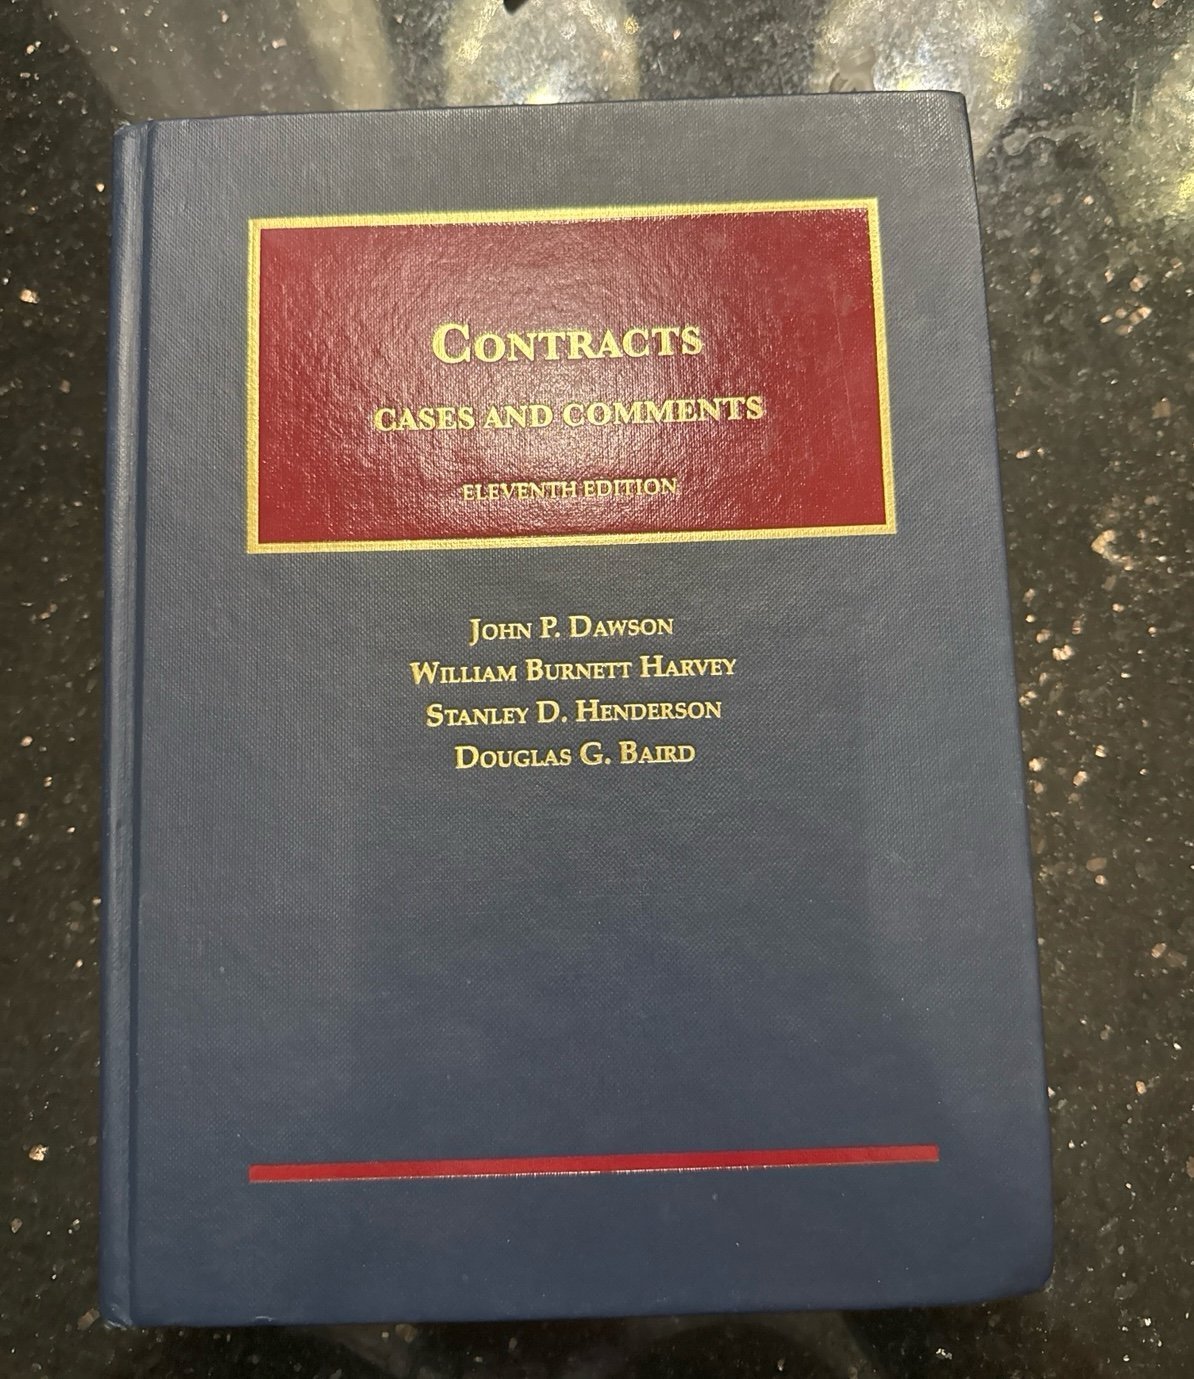 CONTRACTS
CASES AND COMMENTS
ELEVENTH EDITION
JOHN P. DAWSON
WILLIAM BURNETT HARVEY
STANLEY D. HENDERSON
DOUGLAS G. BAIRD